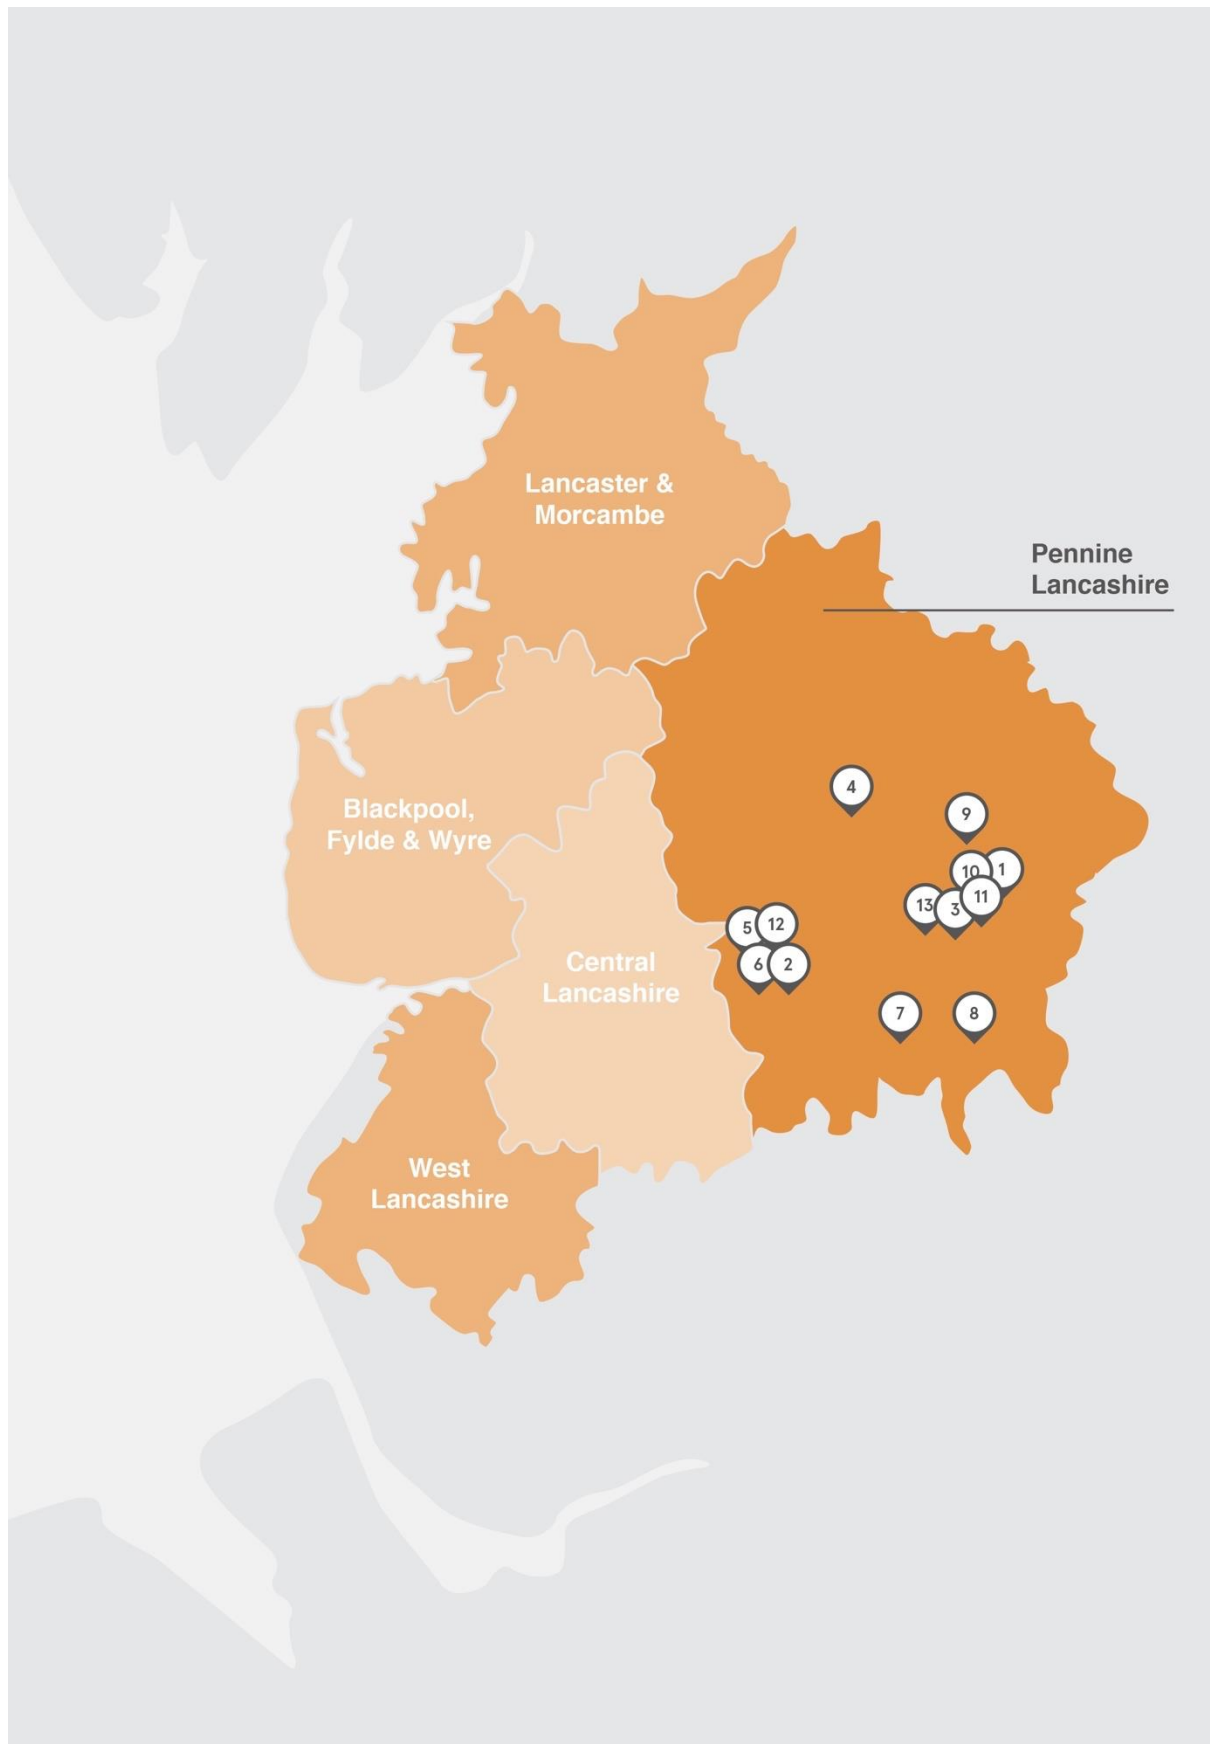 Lancaster &
Morcambe
Pennine
Lancashire
4
Blackpool,
Fylde & Wyre
9
10
1
11
13
3
5
12
6
2
Central
Lancashire
7
8
West
Lancashire